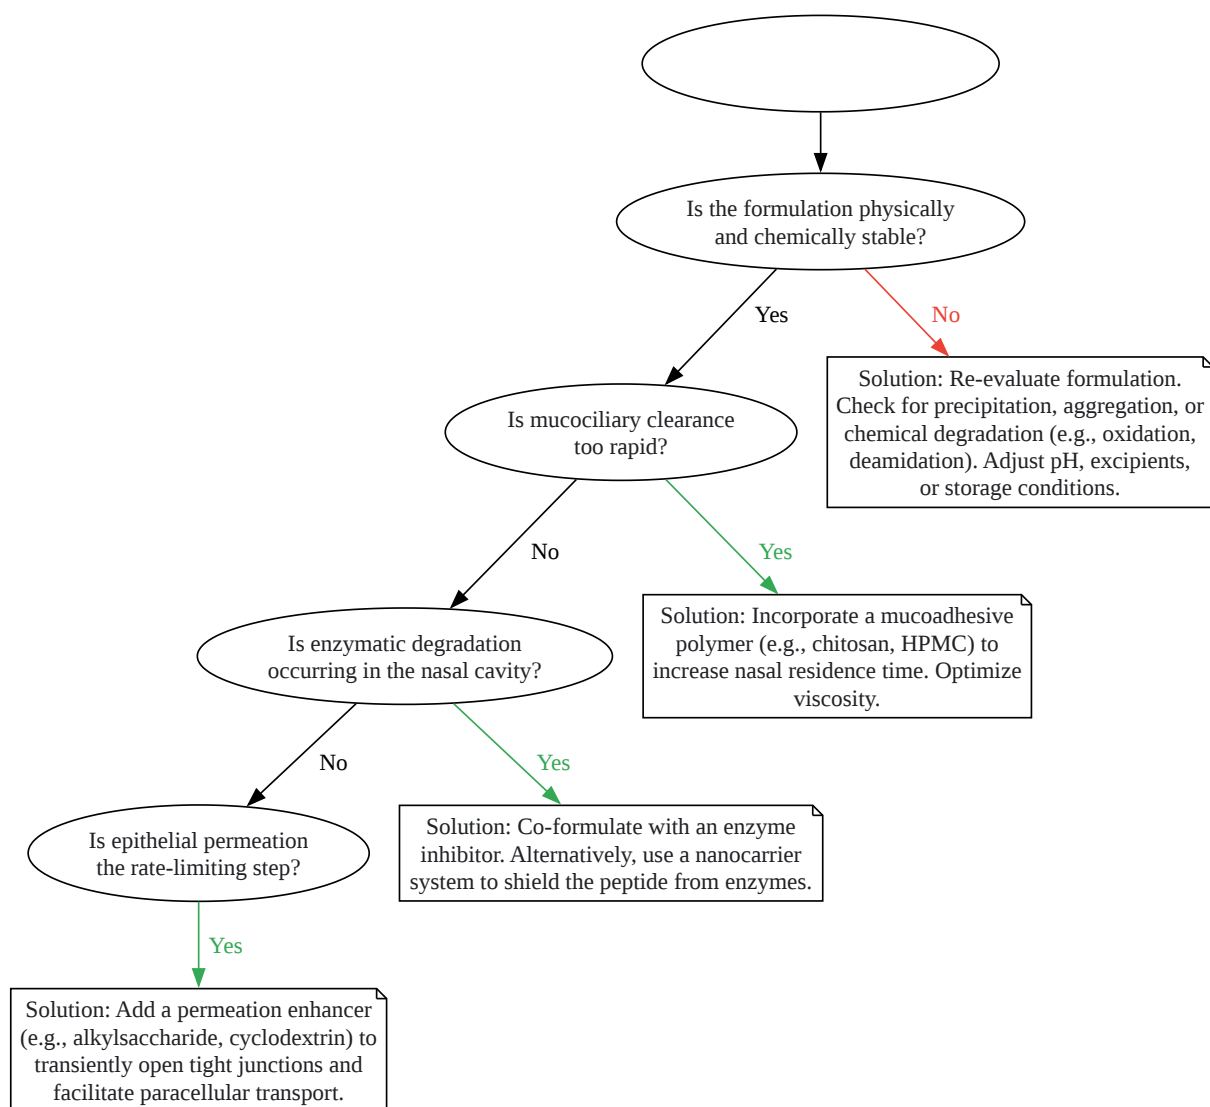 Is the formulation physically
and chemically stable?
Yes
No
Solution: Re-evaluate formulation.
Check for precipitation, aggregation, or
chemical degradation (e.g., oxidation,
deamidation). Adjust pH, excipients,
or storage conditions.
Is mucociliary clearance
too rapid?
No
Yes
Solution: Incorporate a mucoadhesive
polymer (e.g., chitosan, HPMC) to
increase nasal residence time. Optimize
viscosity.
Is enzymatic degradation
occurring in the nasal cavity?
No
Yes
Solution: Co-formulate with an enzyme
inhibitor. Alternatively, use a nanocarrier
system to shield the peptide from enzymes.
Is epithelial permeation
the rate-limiting step?
Yes
Solution: Add a permeation enhancer
(e.g., alkylsaccharide, cyclodextrin) to
transiently open tight junctions and
facilitate paracellular transport.